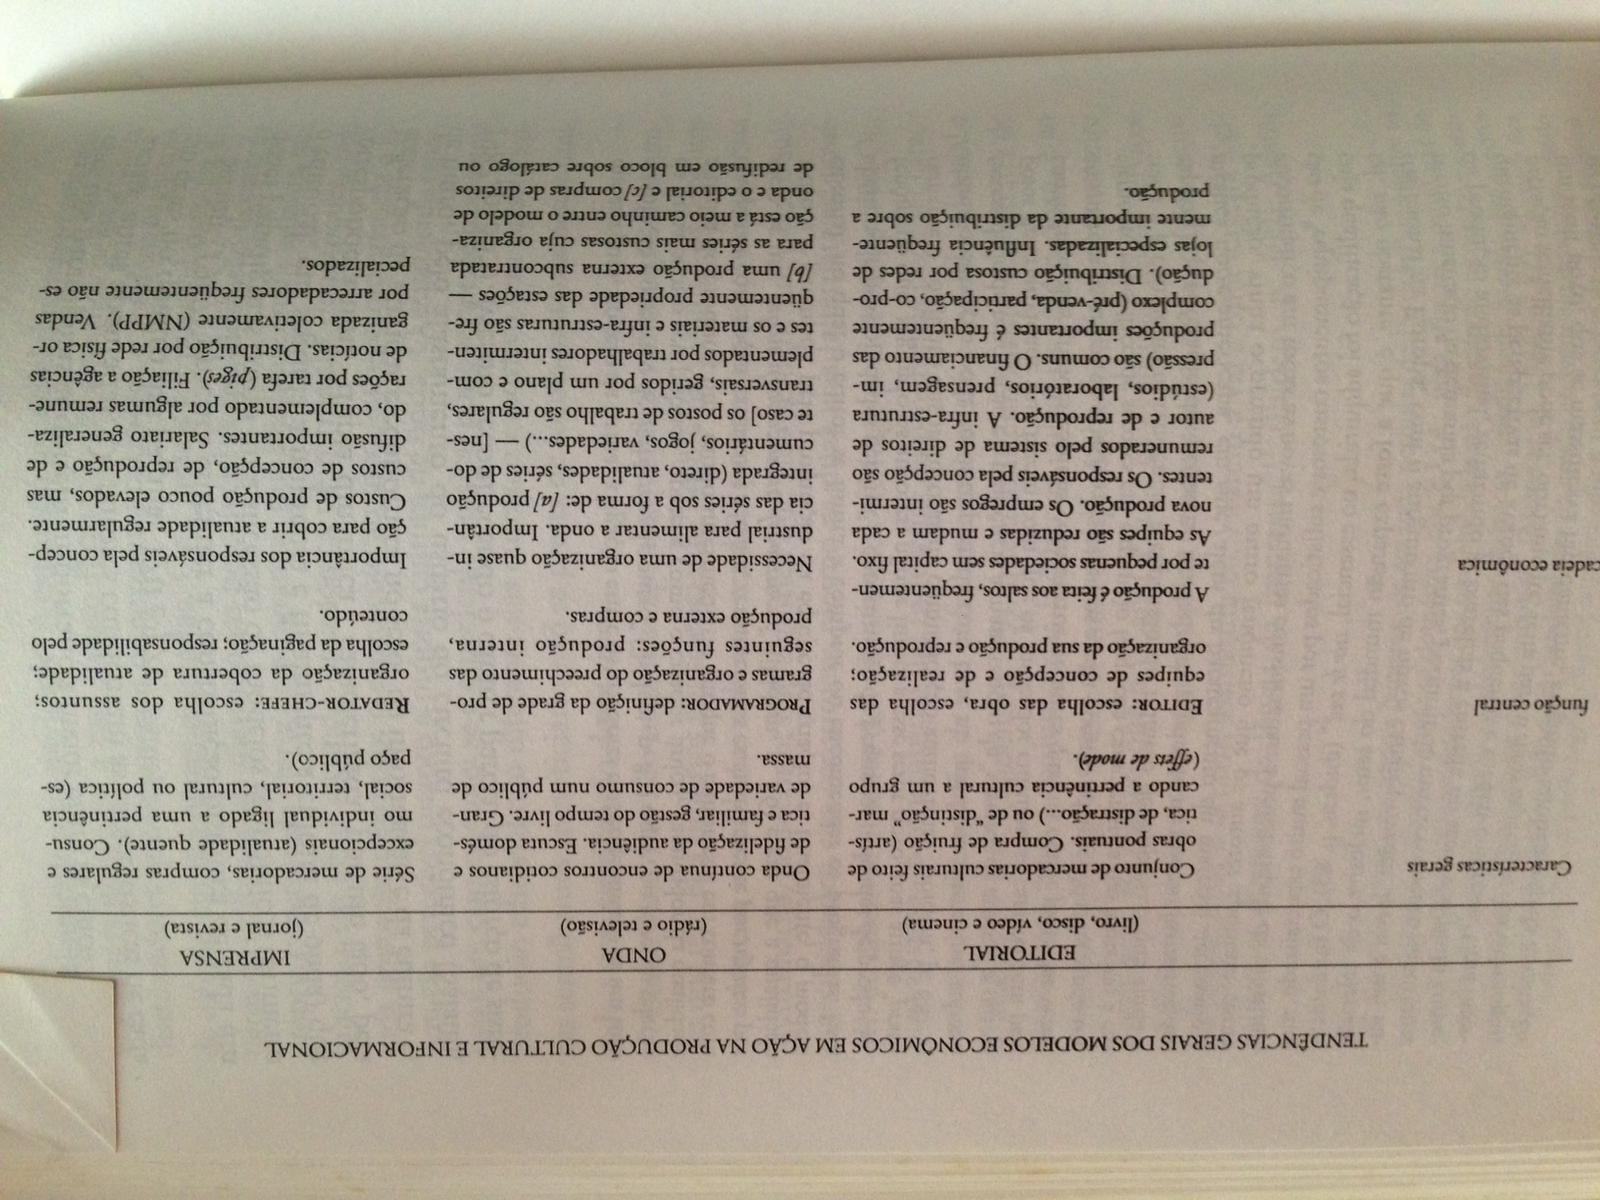 TENDÊNCIAS GERAIS DOS MODELOS ECONÔMICOS EM AÇÃO NA PRODUÇÃO CULTURAL E INFORMACIONAL
EDITORIAL
(livro, disco, vídeo e cinema)
ONDA
(rádio e televisão)
IMPRENSA
(jornal e revista)
Características gerais
Conjunto de mercadorias culturais feito de
obras pontuais. Compra de fruição (artís-
tica, de distração...) ou de "distinção" mar-
cando a pertinência cultural a um grupo
(effets de mode).
Onda contínua de encontros cotidianos e
de fidelização da audiência. Escuta domés-
tica e familiar, gestão do tempo livre. Gran-
de variedade de consumo num público de
massa.
Série de mercadorias, compras regulares e
excepcionais (atualidade quente). Consu-
mo individual ligado a uma pertinência
social, territorial, cultural ou política (es-
paço público).
função central
EDITOR: escolha das obra, escolha das
equipes de concepção e de realização;
organização da sua produção e reprodução.
PROGRAMADOR: definição da grade de pro-
gramas e organização do preechimento das
seguintes funções: produção interna,
produção externa e compras.
REDATOR-CHEFE: escolha dos assuntos;
organização da cobertura de atualidade;
escolha da paginação; responsabilidade pelo
conteúdo.
cadeia econômica
A produção é feita aos saltos, freqüentemen-
te por pequenas sociedades sem capital fixo.
As equipes são reduzidas e mudam a cada
nova produção. Os empregos são intermi-
tentes. Os responsáveis pela concepção são
remunerados pelo sistema de direitos de
autor e de reprodução. A infra-estrutura
(estúdios, laboratórios, prensagem, im-
pressão) são comuns. O financiamento das
produções importantes é freqüentemente
complexo (pré-venda, participação, co-pro-
dução). Distribuição custosa por redes de
lojas especializadas. Influência freqüente-
mente importante da distribuição sobre a
produção.
Necessidade de uma organização quase in-
dustrial para alimentar a onda. Importân-
cia das séries sob a forma de: [a] produção
integrada (direto, atualidades, séries de do-
cumentários, jogos, variedades...) — [nes-
te caso] os postos de trabalho são regulares,
transversais, geridos por um plano e com-
plementados por trabalhadores intermiten-
tes e os materiais e infra-estruturas são fre-
qüentemente propriedade das estações —
[b] uma produção externa subcontratada
para as séries mais custosas cuja organiza-
ção está a meio caminho entre o modelo de
onda e o editorial e [c] compras de direitos
de redifusão em bloco sobre catálogo ou
Importância dos responsáveis pela concep-
ção para cobrir a atualidade regularmente.
Custos de produção pouco elevados, mas
custos de concepção, de reprodução e de
difusão importantes. Salariato generaliza-
do, complementado por algumas remune-
rações por tarefa (piges). Filiação a agências
de notícias. Distribuição por rede física or-
ganizada coletivamente (NMPP). Vendas
por arrecadadores freqüentemente não es-
pecializados.